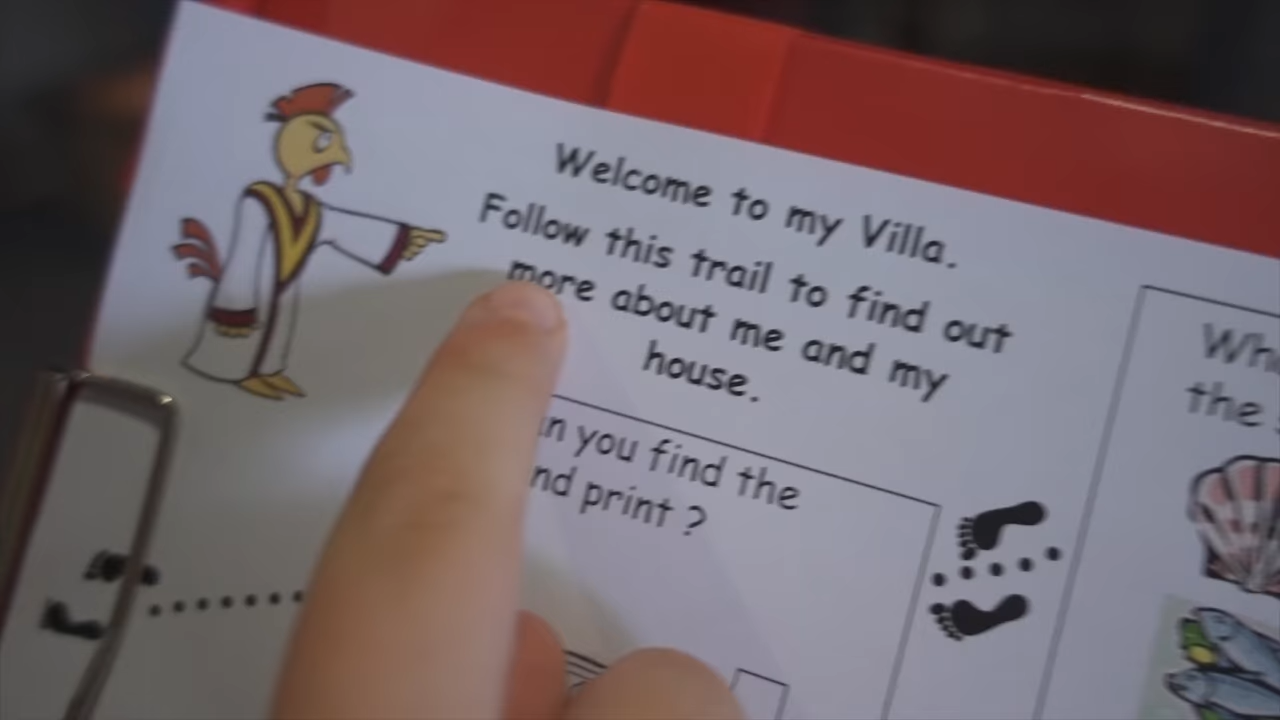 Welcome to my Villa.
Follow this trail to find out
more about me and my
house.
you find the
print ?
the